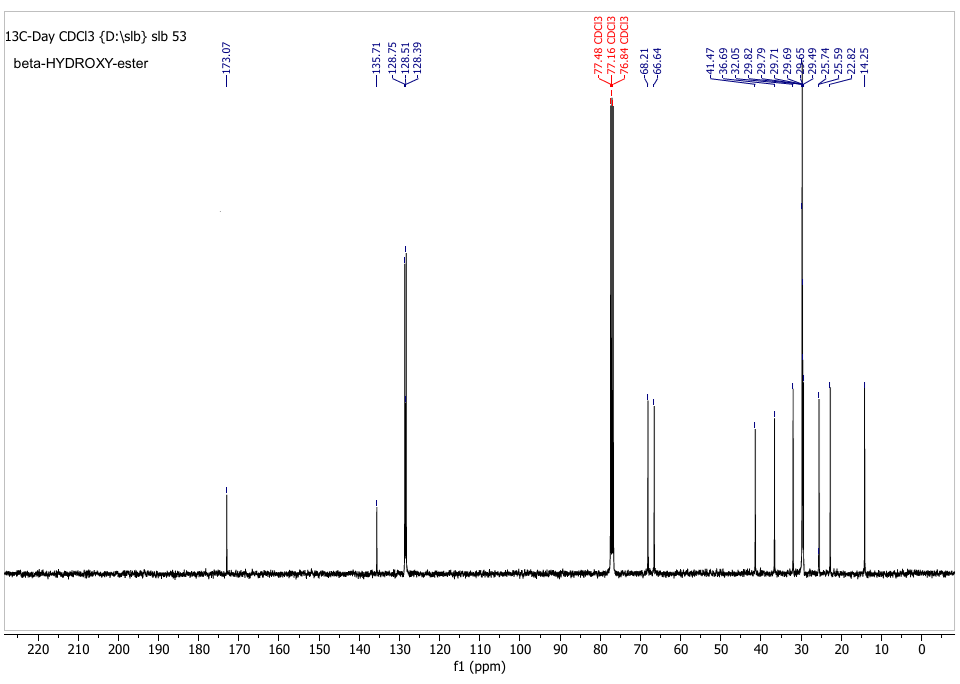 13C-Day CDCl3 {D:\slb} slb 53
beta-HYDROXY-ester
173.07
135.71
128.75
128.51
128.39
77.48 CDCl3
77.16 CDCl3
76.84 CDCl3
68.21
66.64
41.47
36.69
32.05
29.82
29.79
29.71
29.69
29.65
29.49
25.74
25.59
22.82
14.25
220 210 200 190 180 170 160 150 140 130 120 110 100 90 80 70 60 50 40 30 20 10 0
f1 (ppm)